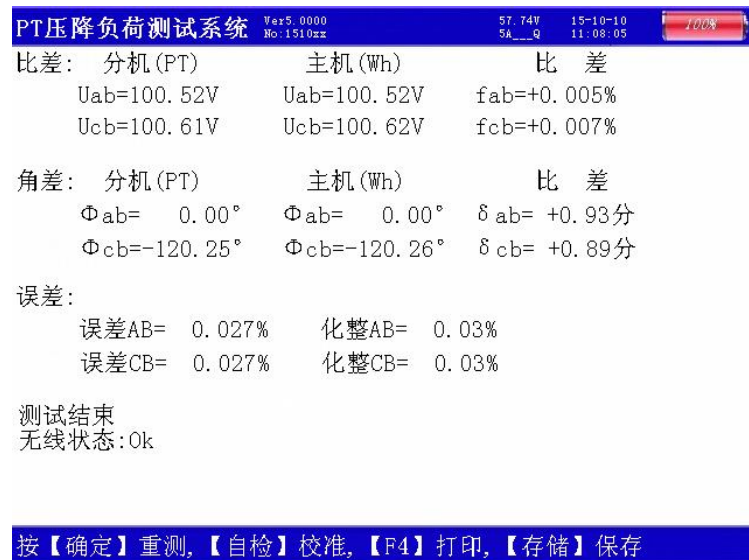 PT压降负荷测试系统 Ver5.0000 No:1510xx 57.74V 5A___Q 15-10-10 11:08:05 100%
比差: 分机(PT) 主机(Wh) 比 差
Uab=100.52V Uab=100.52V fab=+0.005%
Ucb=100.61V Ucb=100.62V fcb=+0.007%
角差: 分机(PT) 主机(Wh) 比 差
Φab= 0.00° Φab= 0.00° δab= +0.93分
Φcb=-120.25° Φcb=-120.26° δcb= +0.89分
误差:
误差AB= 0.027% 化整AB= 0.03%
误差CB= 0.027% 化整CB= 0.03%
测试结束
无线状态:Ok
按【确定】重测,【自检】校准,【F4】打印,【存储】保存